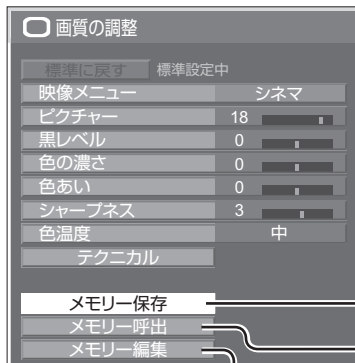 画質の調整
標準に戻す 標準設定中
映像メニュー シネマ
ピクチャー 18
黒レベル 0
色の濃さ 0
色あい 0
シャープネス 3
色温度 中
テクニカル
メモリー保存
メモリー呼出
メモリー編集